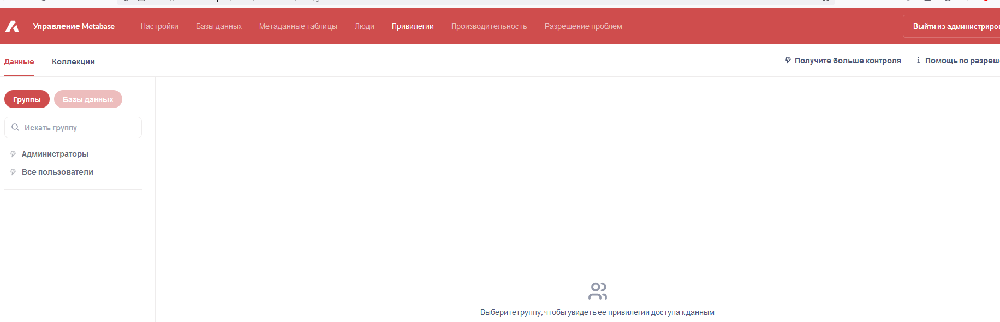 Управление Metabase Настройки Базы данных Метаданные таблицы Люди Привилегии Производительность Разрешение проблем Выйти из администриро
Данные Коллекции Получите больше контроля Помощь по разреш
Группы Базы данных
Искать группу
Администраторы
Все пользователи
Выберите группу, чтобы увидеть ее привилегии доступа к данным